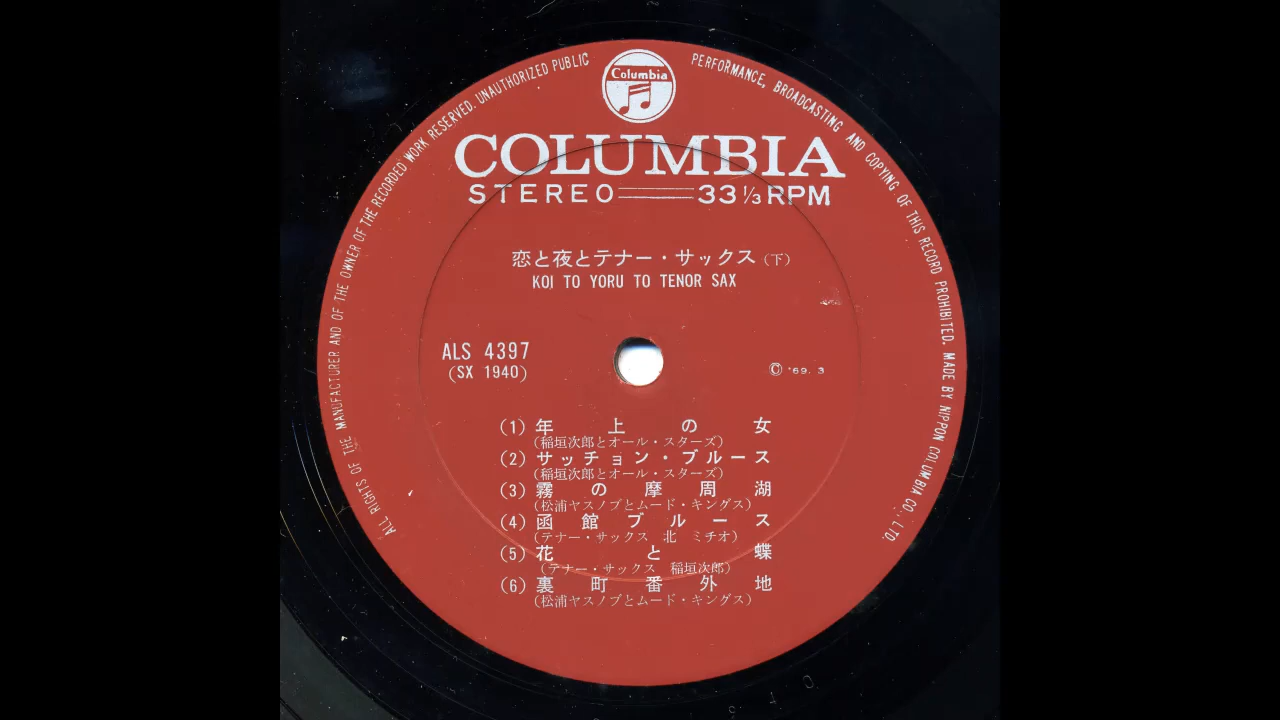 ALL RIGHTS OF THE MANUFACTURER AND OF THE OWNER OF THE RECORDED WORK RESERVED. UNAUTHORIZED PUBLIC PERFORMANCE, BROADCASTING AND COPYING OF THIS RECORD PROHIBITED. MADE BY NIPPON COLUMBIA CO., LTD.
Columbia
COLUMBIA
STEREO 33 1/3 RPM
恋と夜とテナー・サックス(下)
KOI TO YORU TO TENOR SAX
ALS 4397
(SX 1940)
© '69. 3
(1) 年上の女
(稲垣次郎とオール・スターズ)
(2) サッチョン・ブルース
(稲垣次郎とオール・スターズ)
(3) 霧の摩周湖
(松浦ヤスノブとムード・キングス)
(4) 函館ブルース
(テナー・サックス 北 ミチオ)
(5) 花と蝶
(テナー・サックス 稲垣次郎)
(6) 裏町番外地
(松浦ヤスノブとムード・キングス)